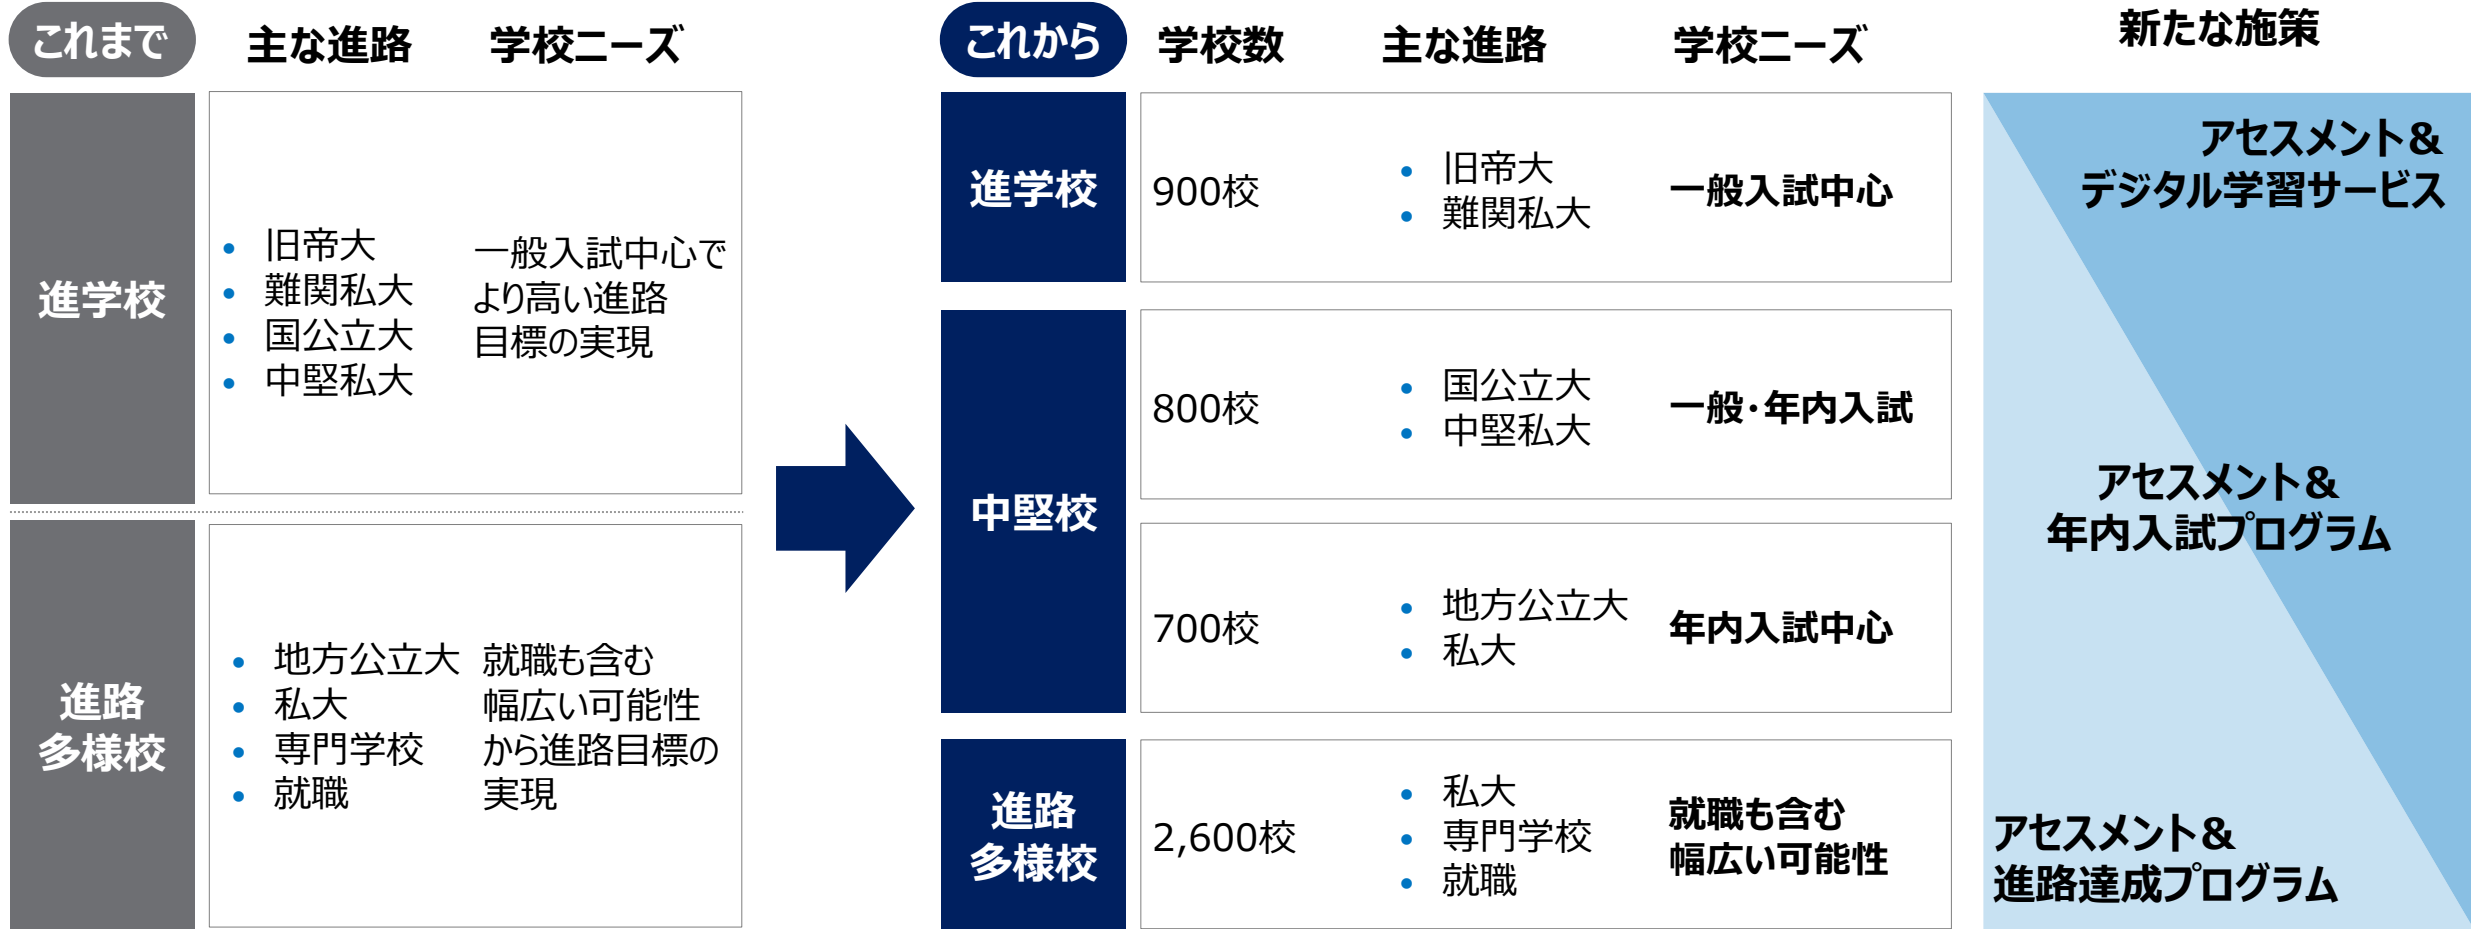 これまで
主な進路
学校ニーズ
進学校
旧帝大
難関私大
国公立大
中堅私大
一般入試中心で
より高い進路
目標の実現
進路
多様校
地方公立大
私大
専門学校
就職
就職も含む
幅広い可能性
から進路目標の
実現
これから
学校数
主な進路
学校ニーズ
新たな施策
進学校
900校
旧帝大
難関私大
一般入試中心
中堅校
800校
国公立大
中堅私大
一般・年内入試
700校
地方公立大
私大
年内入試中心
進路
多様校
2,600校
私大
専門学校
就職
就職も含む
幅広い可能性
アセスメント&
デジタル学習サービス
アセスメント&
年内入試プログラム
アセスメント&
進路達成プログラム